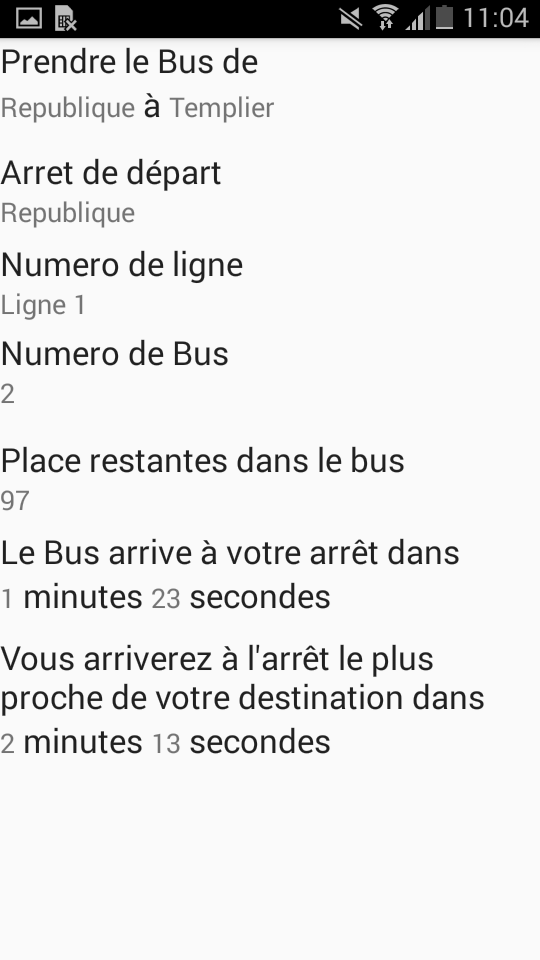 11:04
Prendre le Bus de
Republique à Templier
Arret de départ
Republique
Numero de ligne
Ligne 1
Numero de Bus
2
Place restantes dans le bus
97
Le Bus arrive à votre arrêt dans
1 minutes 23 secondes
Vous arriverez à l'arrêt le plus
proche de votre destination dans
2 minutes 13 secondes